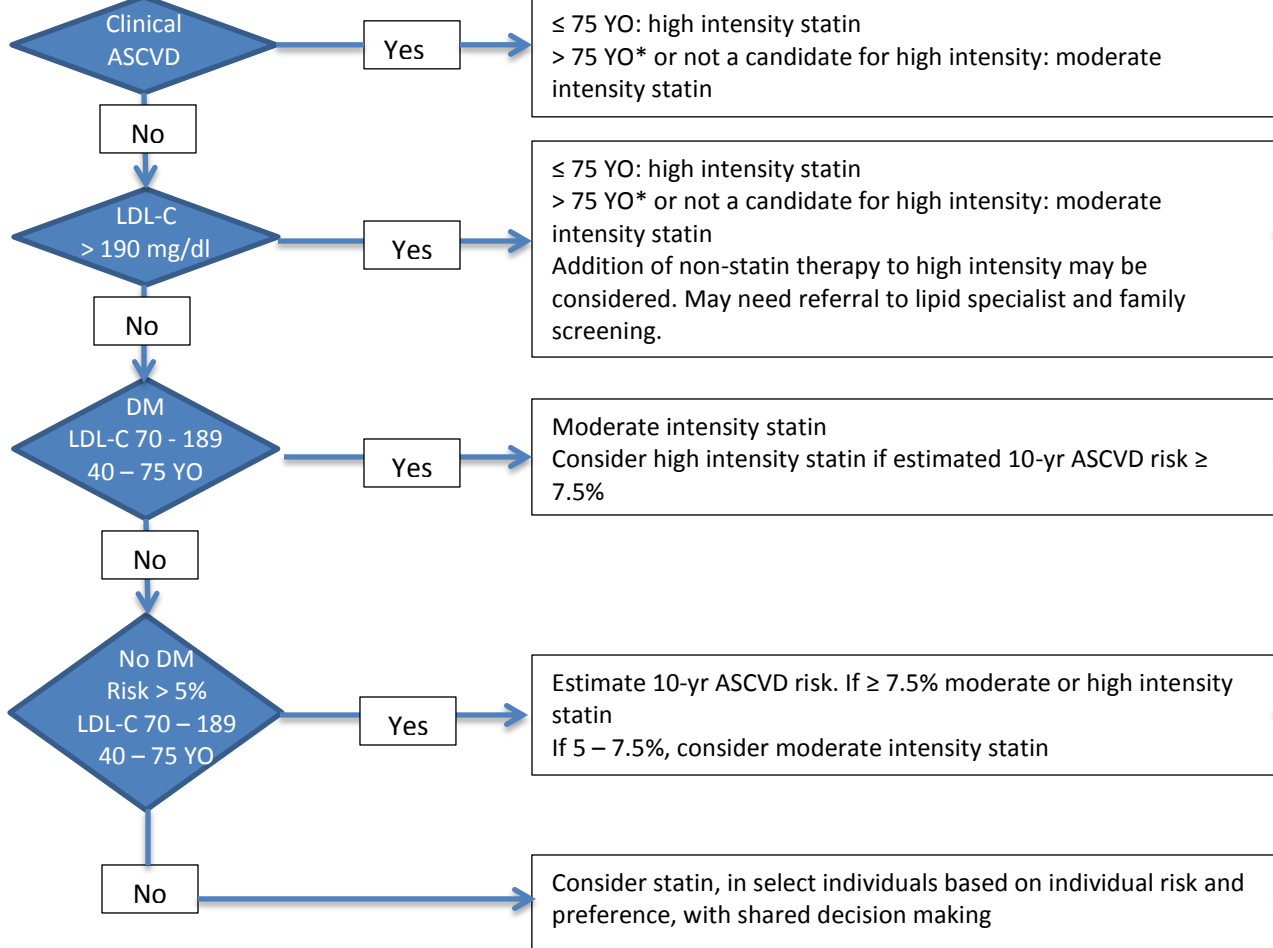 Clinical
ASCVD
Yes
≤ 75 YO: high intensity statin
> 75 YO* or not a candidate for high intensity: moderate
intensity statin
No
LDL-C
> 190 mg/dl
Yes
≤ 75 YO: high intensity statin
> 75 YO* or not a candidate for high intensity: moderate
intensity statin
Addition of non-statin therapy to high intensity may be
considered. May need referral to lipid specialist and family
screening.
No
DM
LDL-C 70 - 189
40 – 75 YO
Yes
Moderate intensity statin
Consider high intensity statin if estimated 10-yr ASCVD risk ≥
7.5%
No
No DM
Risk > 5%
LDL-C 70 – 189
40 – 75 YO
Yes
Estimate 10-yr ASCVD risk. If ≥ 7.5% moderate or high intensity
statin
If 5 – 7.5%, consider moderate intensity statin
No
Consider statin, in select individuals based on individual risk and
preference, with shared decision making